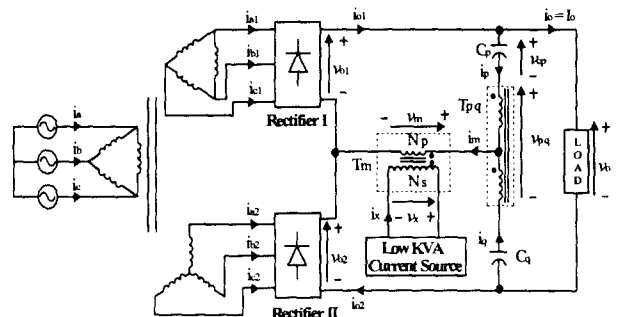 ia1
ib1
ic1
Rectifier I
io1
vo1
+
-
io = Io
Cp
+
vcp
-
ip
Tpq
+
vpq
-
ia
ib
ic
- vm +
Np
Tm
im
Ns
ix
- vx +
Low KVA
Current Source
LOAD
+
vo
-
ia2
ib2
ic2
Rectifier II
+
vo2
-
io2
iq
Cq